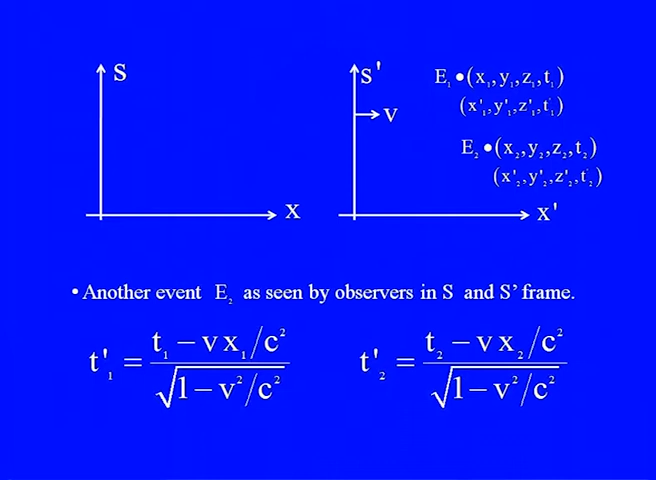 S
S'
E₁ •(x₁,y₁,z₁,t₁)
(x'₁,y'₁,z'₁,t'₁)
v
E₂ •(x₂,y₂,z₂,t₂)
(x'₂,y'₂,z'₂,t'₂)
x
x'
• Another event E₂ as seen by observers in S and S’ frame.
t'₁ = (t₁ − v x₁/c²)/√(1 − v²/c²)
t'₂ = (t₂ − v x₂/c²)/√(1 − v²/c²)